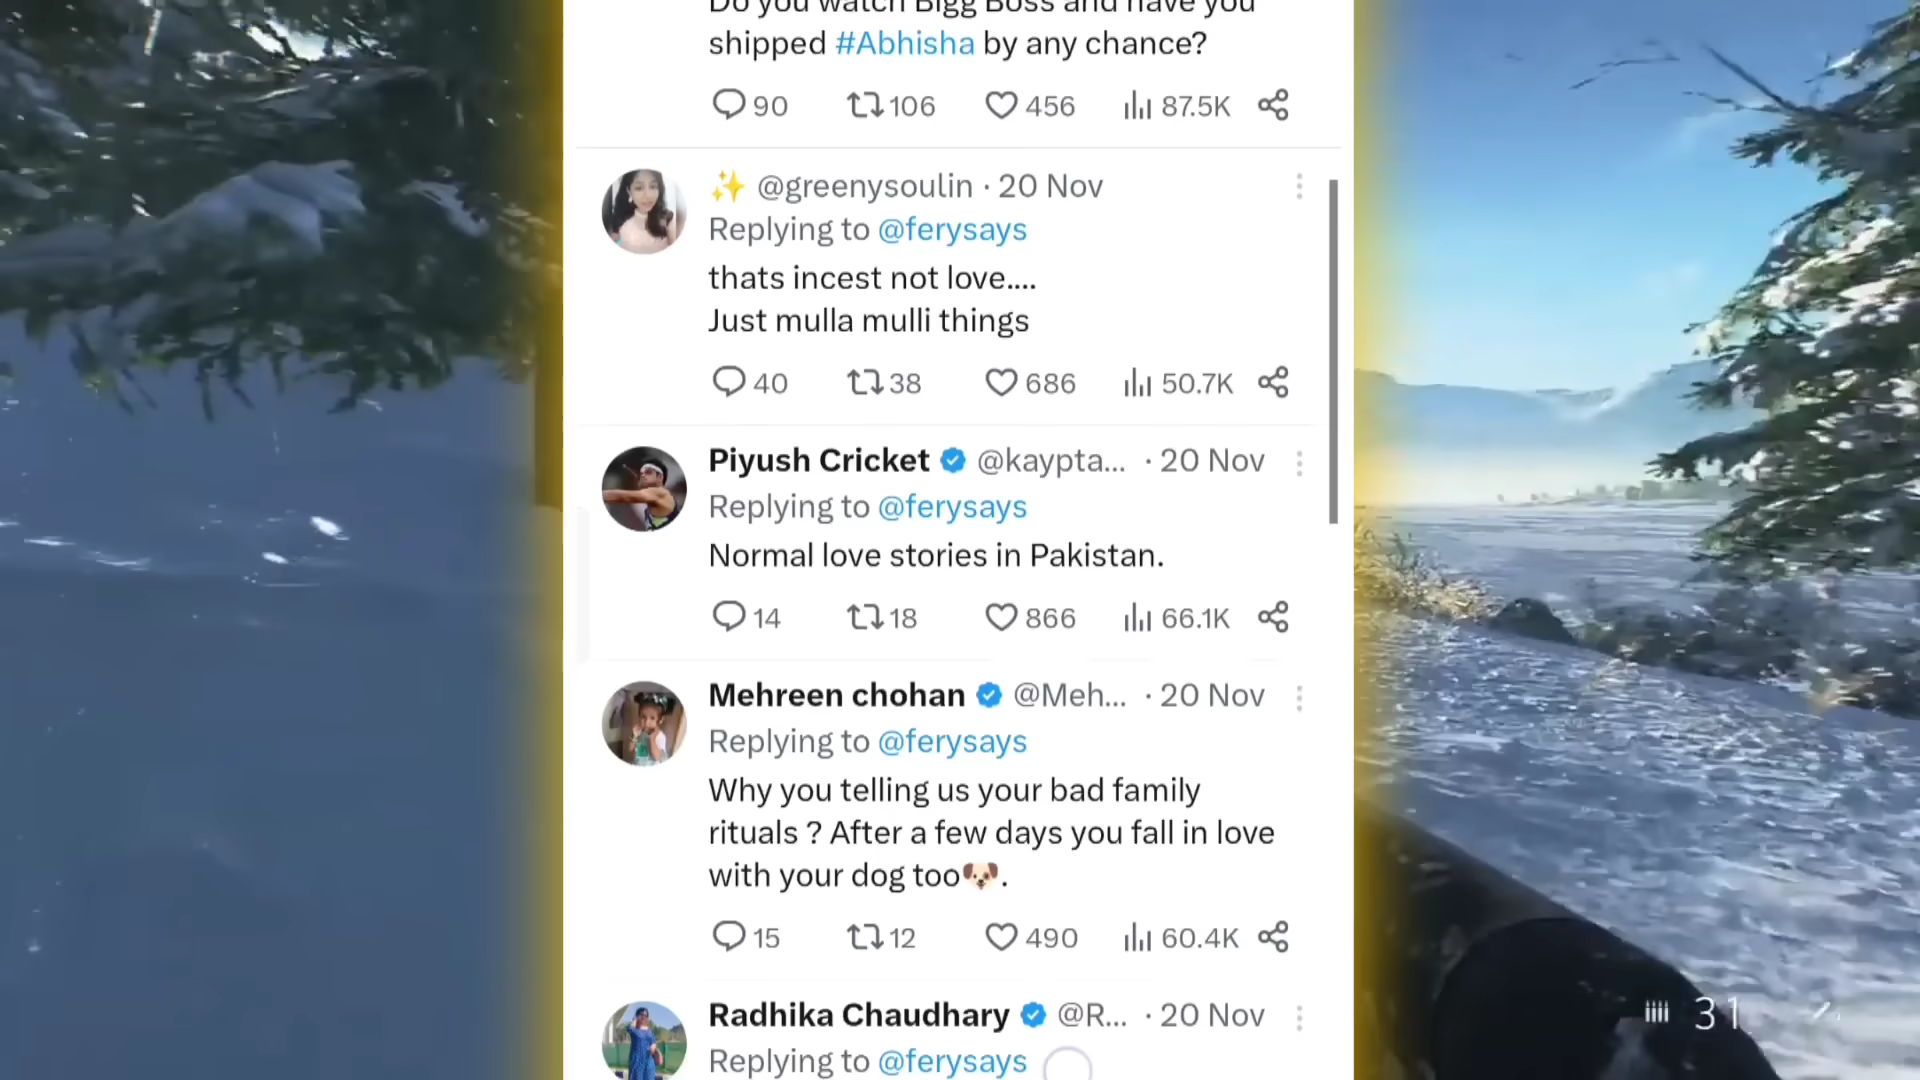 Do you watch Bigg Boss and have you
shipped #Abhisha by any chance?
90 106 456 87.5K
✨ @greenysoulin · 20 Nov
Replying to @ferysays
thats incest not love....
Just mulla mulli things
40 38 686 50.7K
Piyush Cricket @kaypta... · 20 Nov
Replying to @ferysays
Normal love stories in Pakistan.
14 18 866 66.1K
Mehreen chohan @Meh... · 20 Nov
Replying to @ferysays
Why you telling us your bad family
rituals ? After a few days you fall in love
with your dog too🐶.
15 12 490 60.4K
Radhika Chaudhary @R... · 20 Nov
Replying to @ferysays
31